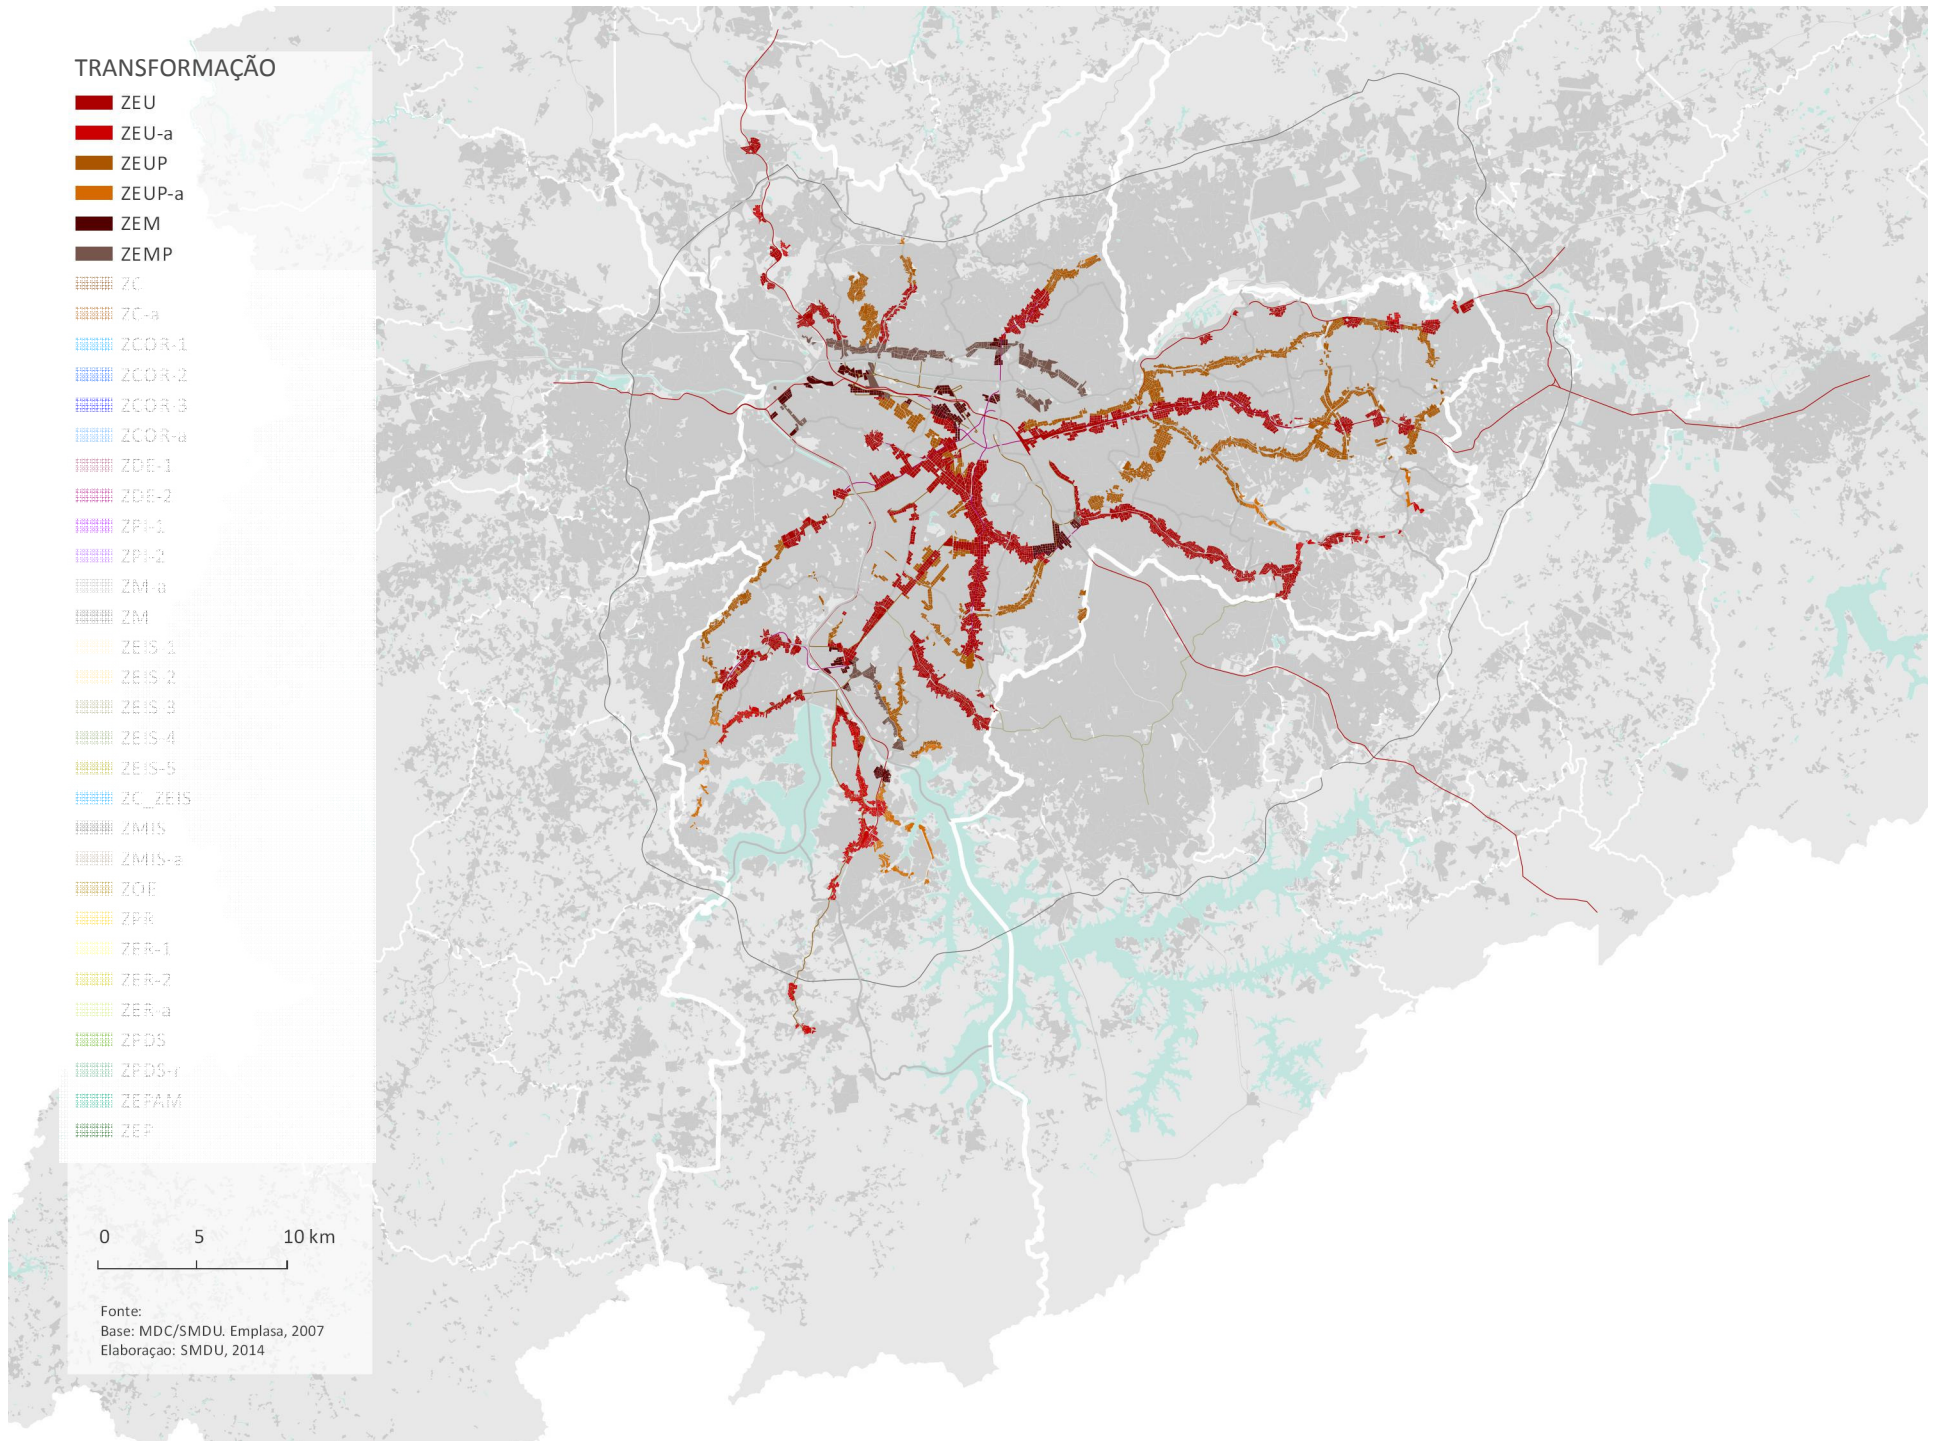 TRANSFORMAÇÃO
ZEU
ZEU-a
ZEUP
ZEUP-a
ZEM
ZEMP
ZC
ZC-a
ZCOR-1
ZCOR-2
ZCOR-3
ZCOR-a
ZDE-1
ZDE-2
ZPI-1
ZPI-2
ZM-a
ZM
ZEIS-1
ZEIS-2
ZEIS-3
ZEIS-4
ZEIS-5
ZC_ZEIS
ZMIS
ZMIS-a
ZOE
ZPR
ZER-1
ZER-2
ZER-a
ZPDS
ZPDS-r
ZEPAM
ZEP
0 5 10 km
Fonte:
Base: MDC/SMDU. Emplasa, 2007
Elaboraçao: SMDU, 2014